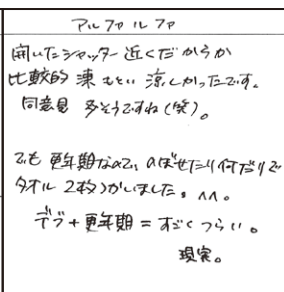 アルファルファ
開いたシャッター近くだからか
比較的 凍もとい 涼しかったです。
同意見 多そうですね(笑)。
でも 更年期なので、のぼせたり何だりで
タオル 2枚つかいました。^^。
デブ+更年期=すごくつらい。
現実。